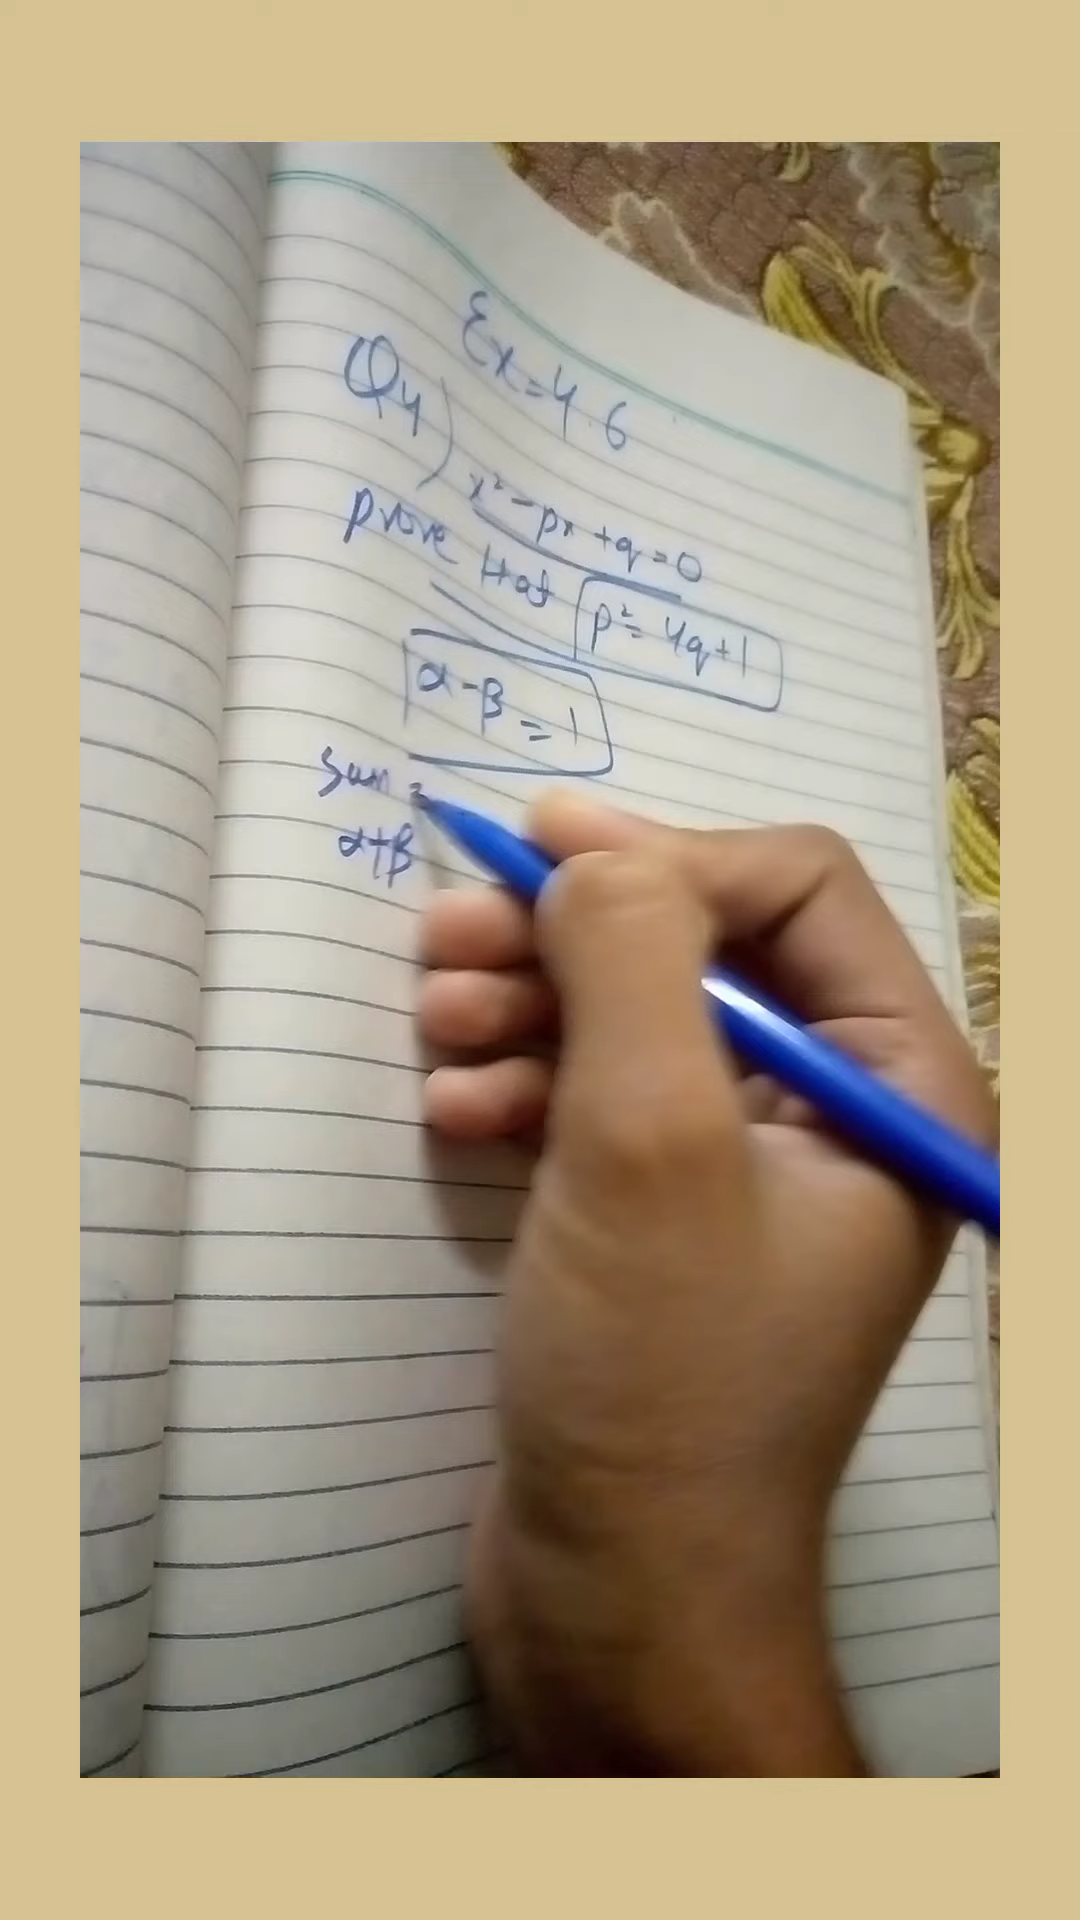 Ex=4.6
Q4) x² - px + q = 0
prove that p² = 4q+1
α - β = 1
Sum =
α+β